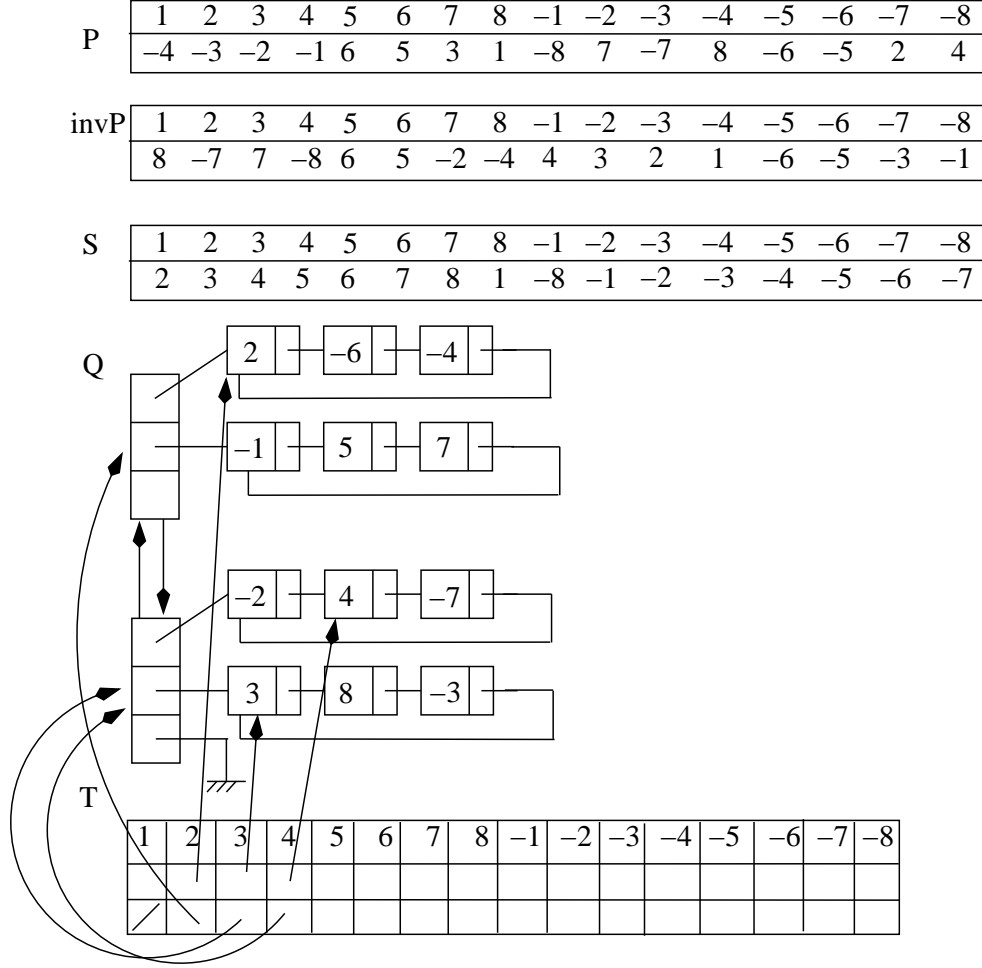 1 2 3 4 5 6 7 8 −1 −2 −3 −4 −5 −6 −7 −8
P
−4 −3 −2 −1 6 5 3 1 −8 7 −7 8 −6 −5 2 4
invP 1 2 3 4 5 6 7 8 −1 −2 −3 −4 −5 −6 −7 −8
8 −7 7 −8 6 5 −2 −4 4 3 2 1 −6 −5 −3 −1
S 1 2 3 4 5 6 7 8 −1 −2 −3 −4 −5 −6 −7 −8
2 3 4 5 6 7 8 1 −8 −1 −2 −3 −4 −5 −6 −7
2 −6 −4
Q
−1 5 7
−2 4 −7
3 8 −3
T
1 2 3 4 5 6 7 8 −1 −2 −3 −4 −5 −6 −7 −8